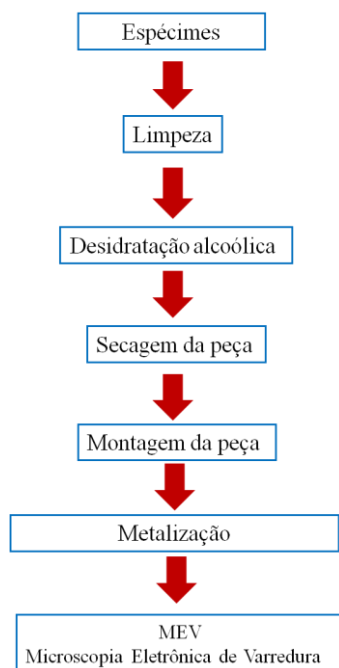 Espécimes
Limpeza
Desidratação alcoólica
Secagem da peça
Montagem da peça
Metalização
MEV
Microscopia Eletrônica de Varredura